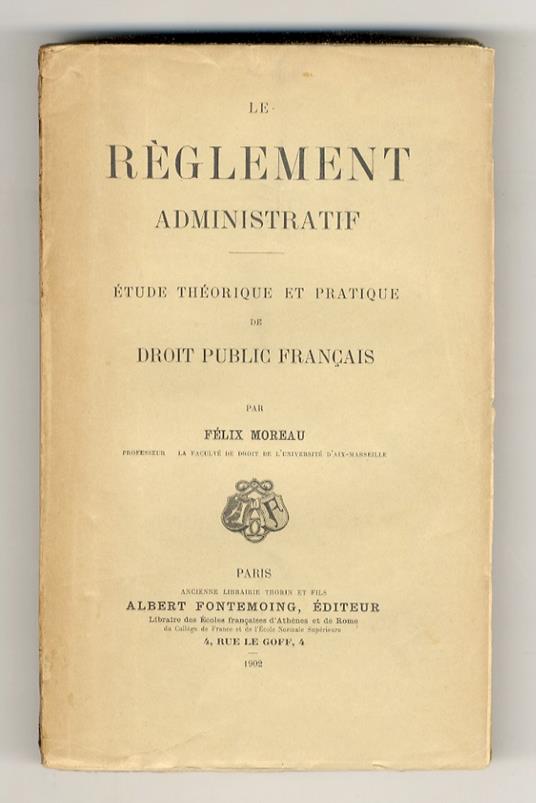 LE
RÈGLEMENT
ADMINISTRATIF
ÉTUDE THÉORIQUE ET PRATIQUE
DE
DROIT PUBLIC FRANÇAIS
PAR
FÉLIX MOREAU
PROFESSEUR LA FACULTÉ DE DROIT DE L'UNIVERSITÉ D'AIX-MARSEILLE
PARIS
ANCIENNE LIBRAIRIE THORIN ET FILS
ALBERT FONTEMOING, ÉDITEUR
Libraire des Écoles françaises d'Athènes et de Rome
du Collège de France et de l'École Normale Supérieure
4, RUE LE GOFF, 4
1902